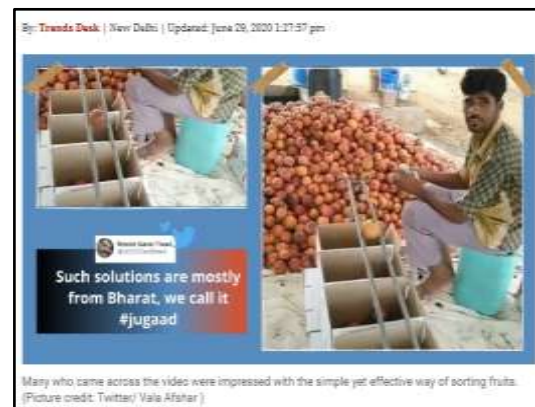 By: Trends Desk | New Delhi | Updated: June 29, 2020 1:27:57 pm
Such solutions are mostly
from Bharat, we call it
#jugaad
Many who came across the video were impressed with the simple yet effective way of sorting fruits.
(Picture credit: Twitter/ Vala Afshar )